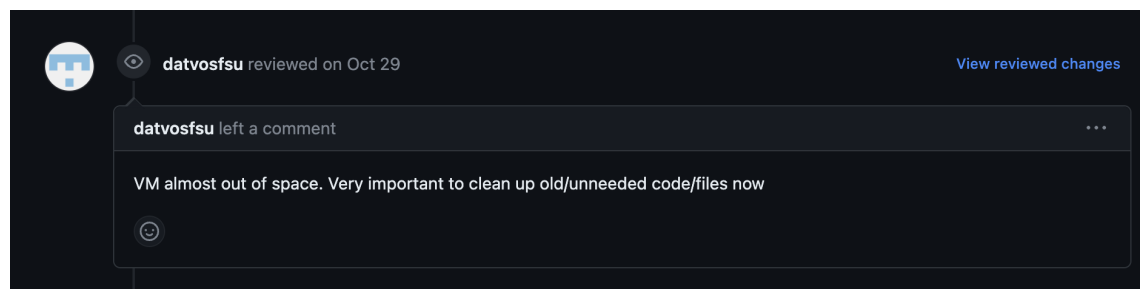 datvosfsu reviewed on Oct 29
View reviewed changes
datvosfsu left a comment
VM almost out of space. Very important to clean up old/unneeded code/files now